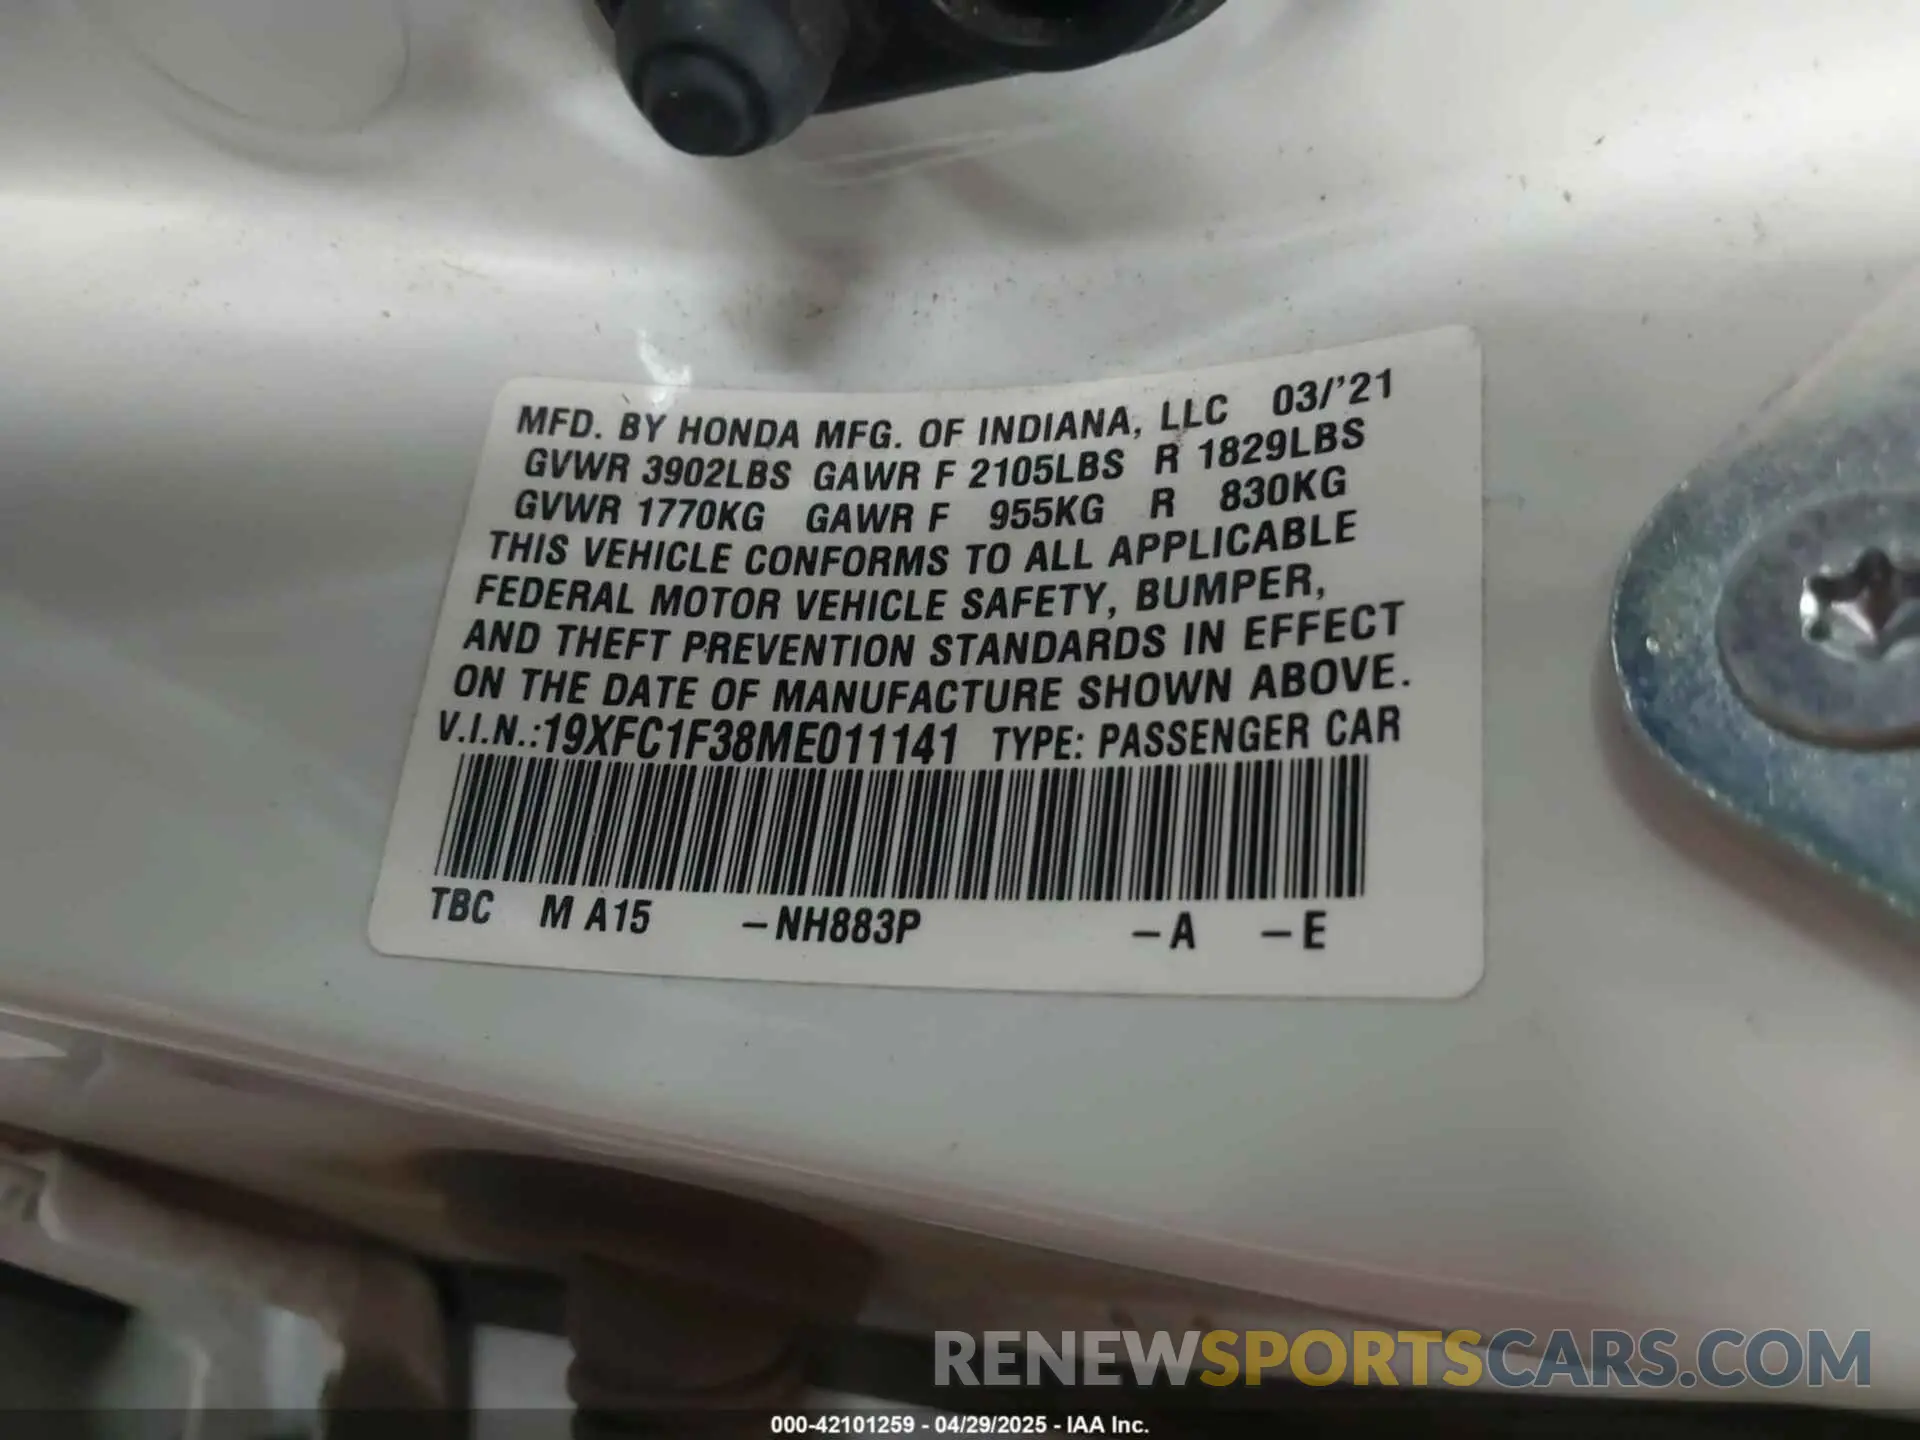 MFD. BY HONDA MFG. OF INDIANA, LLC 03/'21
GVWR 3902LBS GAWR F 2105LBS R 1829LBS
GVWR 1770KG GAWR F 955KG R 830KG
THIS VEHICLE CONFORMS TO ALL APPLICABLE
FEDERAL MOTOR VEHICLE SAFETY, BUMPER,
AND THEFT PREVENTION STANDARDS IN EFFECT
ON THE DATE OF MANUFACTURE SHOWN ABOVE.
V.I.N.:19XFC1F38ME011141 TYPE: PASSENGER CAR
TBC M A15 –NH883P –A –E
RENEWSPORTSCARS.COM
000-42101259 - 04/29/2025 - IAA Inc.